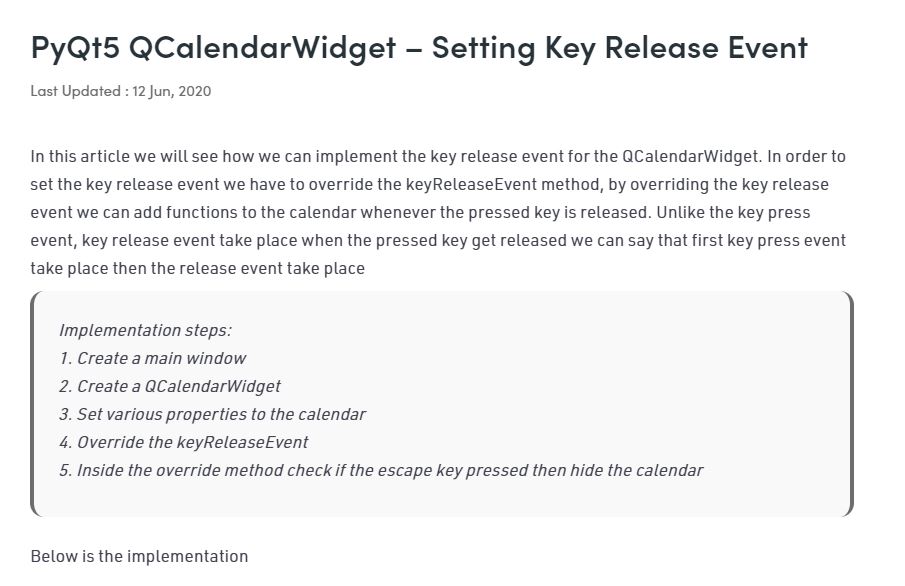 PyQt5 QCalendarWidget – Setting Key Release Event
Last Updated : 12 Jun, 2020
In this article we will see how we can implement the key release event for the QCalendarWidget. In order to
set the key release event we have to override the keyReleaseEvent method, by overriding the key release
event we can add functions to the calendar whenever the pressed key is released. Unlike the key press
event, key release event take place when the pressed key get released we can say that first key press event
take place then the release event take place
Implementation steps:
1. Create a main window
2. Create a QCalendarWidget
3. Set various properties to the calendar
4. Override the keyReleaseEvent
5. Inside the override method check if the escape key pressed then hide the calendar
Below is the implementation